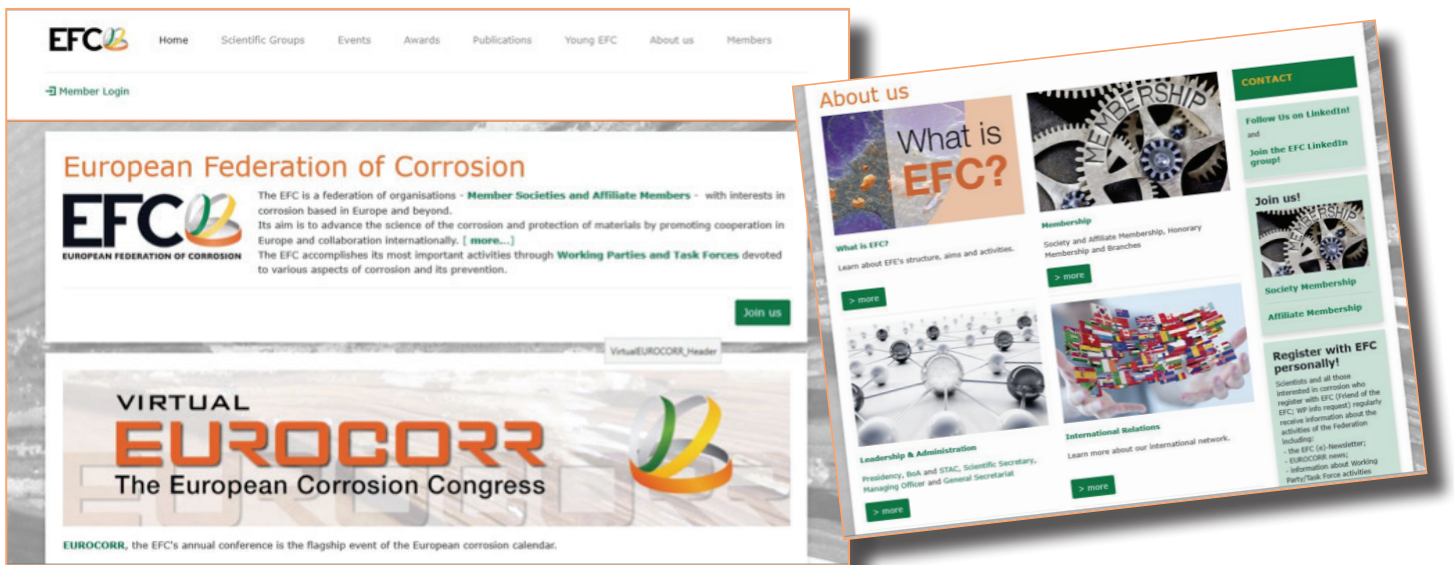 EFC
Home Scientific Groups Events Awards Publications Young EFC About us Members
Member Login
European Federation of Corrosion
EFC
EUROPEAN FEDERATION OF CORROSION
The EFC is a federation of organisations - Member Societies and Affiliate Members - with interests in
corrosion based in Europe and beyond.
Its aim is to advance the science of the corrosion and protection of materials by promoting cooperation in
Europe and collaboration internationally. [ more...]
The EFC accomplishes its most important activities through Working Parties and Task Forces devoted
to various aspects of corrosion and its prevention.
Join us
VirtualEUROCORR_Header
VIRTUAL
EUROCORR
The European Corrosion Congress
EUROCORR, the EFC's annual conference is the flagship event of the European corrosion calendar.
About us
What is
EFC?
What is EFC?
Learn about EFE's structure, aims and activities.
> more
MEMBERSHIP
Membership
Society and Affiliate Membership, Honorary
Membership and Branches
> more
Leadership & Administration
Presidency, BoA and STAC, Scientific Secretary,
Managing Officer and General Secretariat
> more
International Relations
Learn more about our international network.
> more
CONTACT
Follow Us on LinkedIn!
and
Join the EFC LinkedIn
group!
Join us!
MEMBERSHIP
Society Membership
Affiliate Membership
Register with EFC
personally!
Scientists and all those
interested in corrosion who
register with EFC (Friend of the
EFC; WP info request) regularly
receive information about the
activities of the Federation
including:
- the EFC (e)-Newsletter;
- EUROCORR news;
- information about Working
Party/Task Force activities